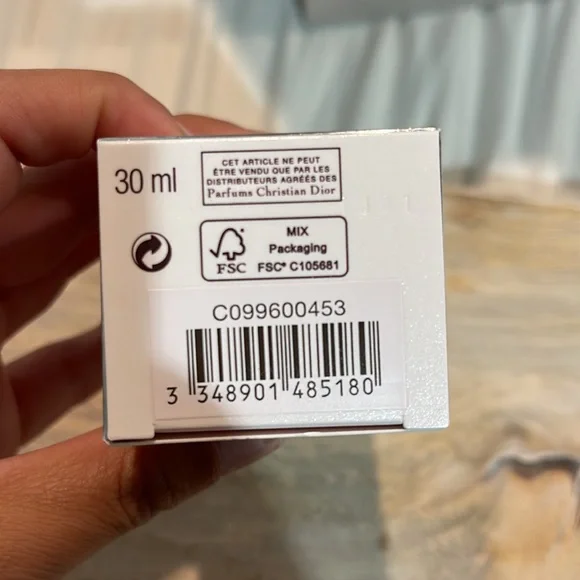 30 ml
CET ARTICLE NE PEUT
ÊTRE VENDU QUE PAR LES
DISTRIBUTEURS AGRÉÉS DES
Parfums Christian Dior
FSC
MIX
Packaging
FSC® C105681
C099600453
3 348901 485180